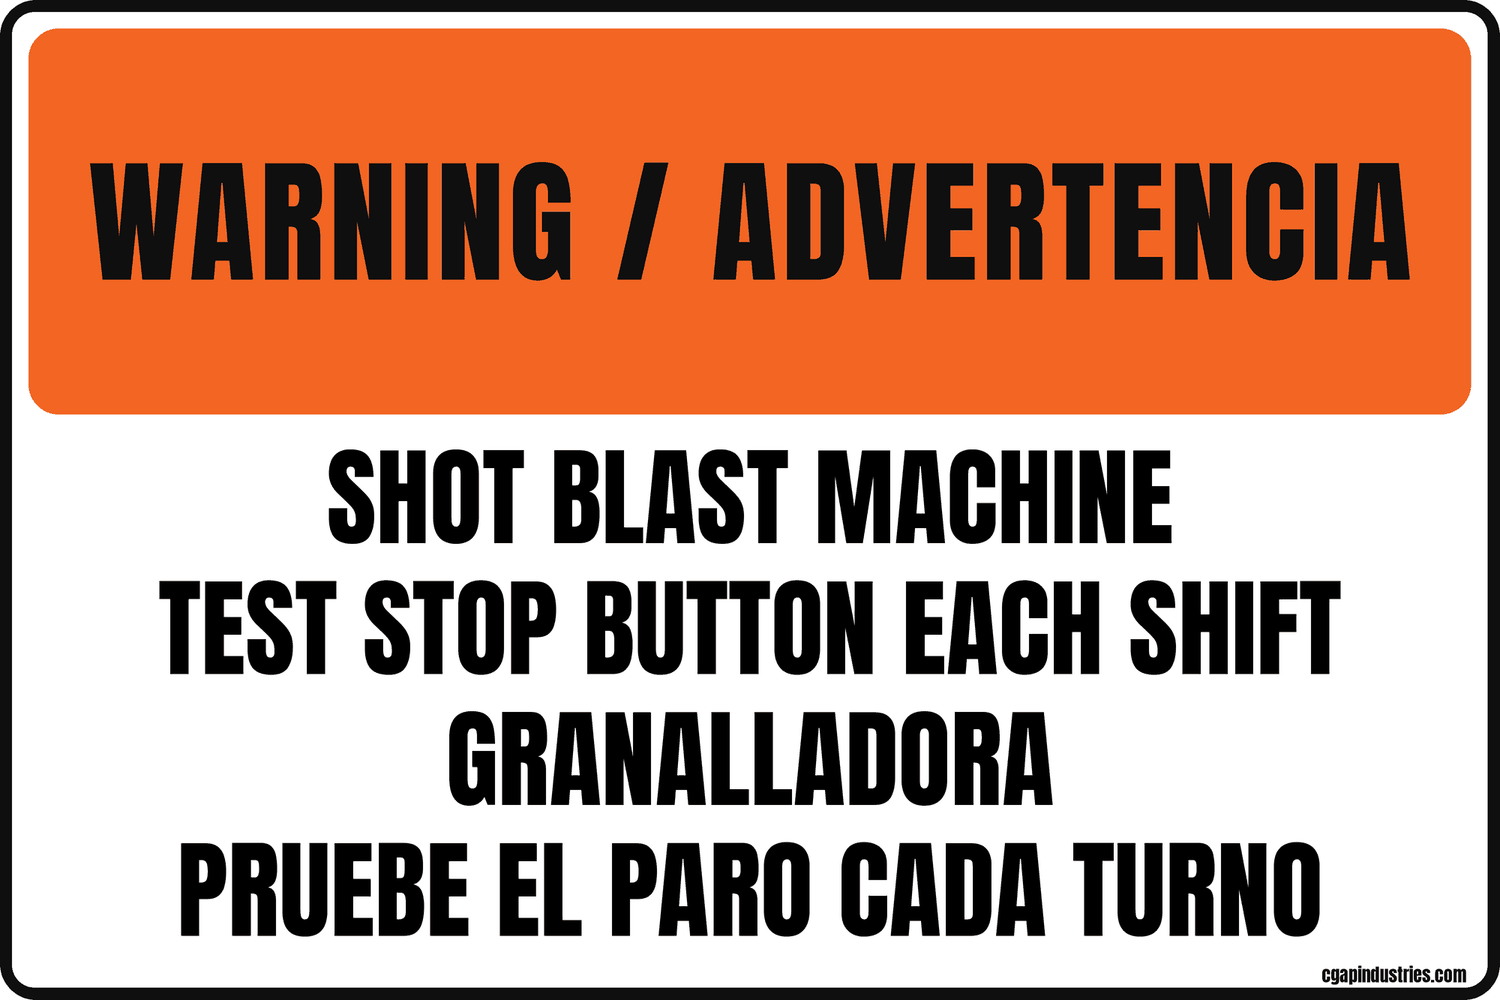 WARNING / ADVERTENCIA
SHOT BLAST MACHINE
TEST STOP BUTTON EACH SHIFT
GRANALLADORA
PRUEBE EL PARO CADA TURNO
cgapindustries.com